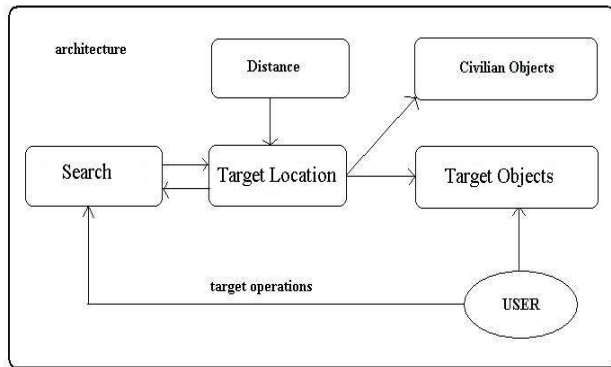 architecture
Distance
Civilian Objects
Search
Target Location
Target Objects
target operations
USER